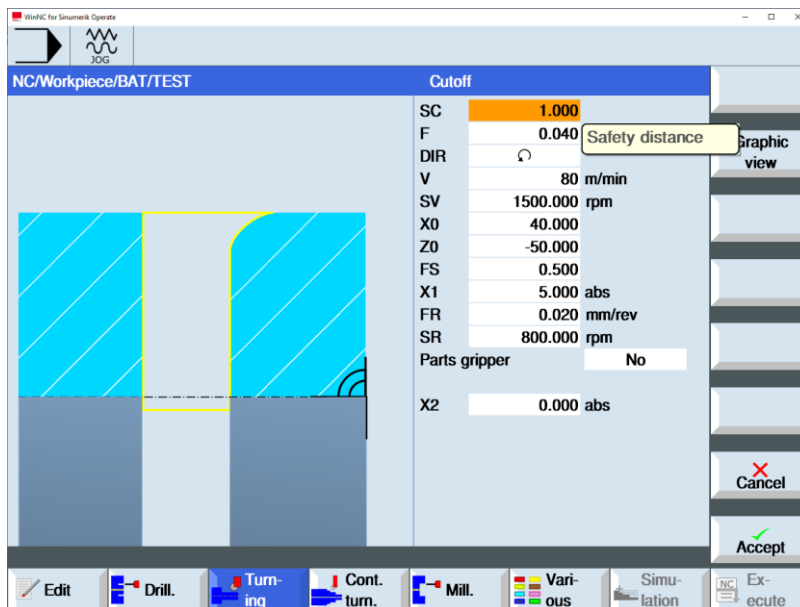 WinNC for Sinumerik Operate
JOG
NC/Workpiece/BAT/TEST
Cutoff
SC 1.000
F 0.040
Safety distance
Graphic
view
DIR
V 80 m/min
SV 1500.000 rpm
X0 40.000
Z0 -50.000
FS 0.500
X1 5.000 abs
FR 0.020 mm/rev
SR 800.000 rpm
Parts gripper No
X2 0.000 abs
Cancel
Accept
Edit
Drill.
Turn-
ing
Cont.
turn.
Mill.
Vari-
ous
Simu-
lation
NC
Ex-
ecute